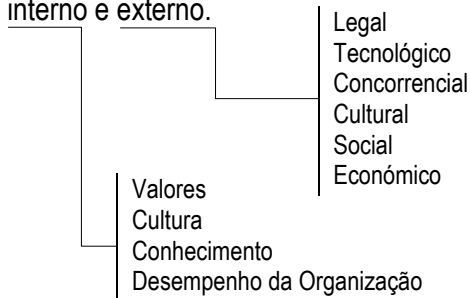 interno e externo.
Legal
Tecnológico
Concorrencial
Cultural
Social
Económico
Valores
Cultura
Conhecimento
Desempenho da Organização